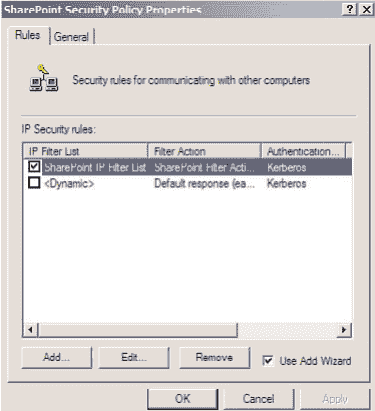 SharePoint Security Policy Properties
Rules General
Security rules for communicating with other computers
IP Security rules:
IP Filter List Filter Action Authentication...
SharePoint IP Filter List SharePoint Filter Acti... Kerberos
<Dynamic> Default response (ea... Kerberos
Add... Edit... Remove Use Add Wizard
OK Cancel Apply